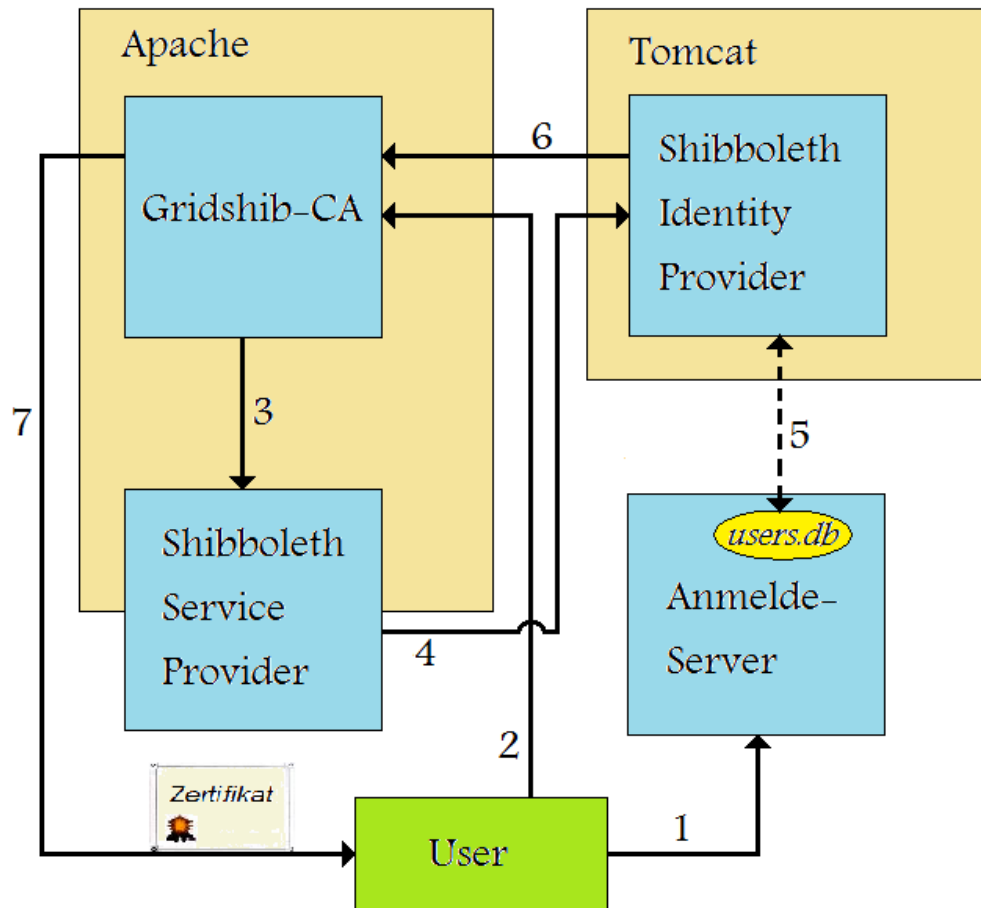 Apache
Tomcat
Gridshib-CA
6
Shibboleth
Identity
Provider
7
3
5
Shibboleth
Service
Provider
4
users.db
Anmelde-
Server
2
Zertifikat
User
1